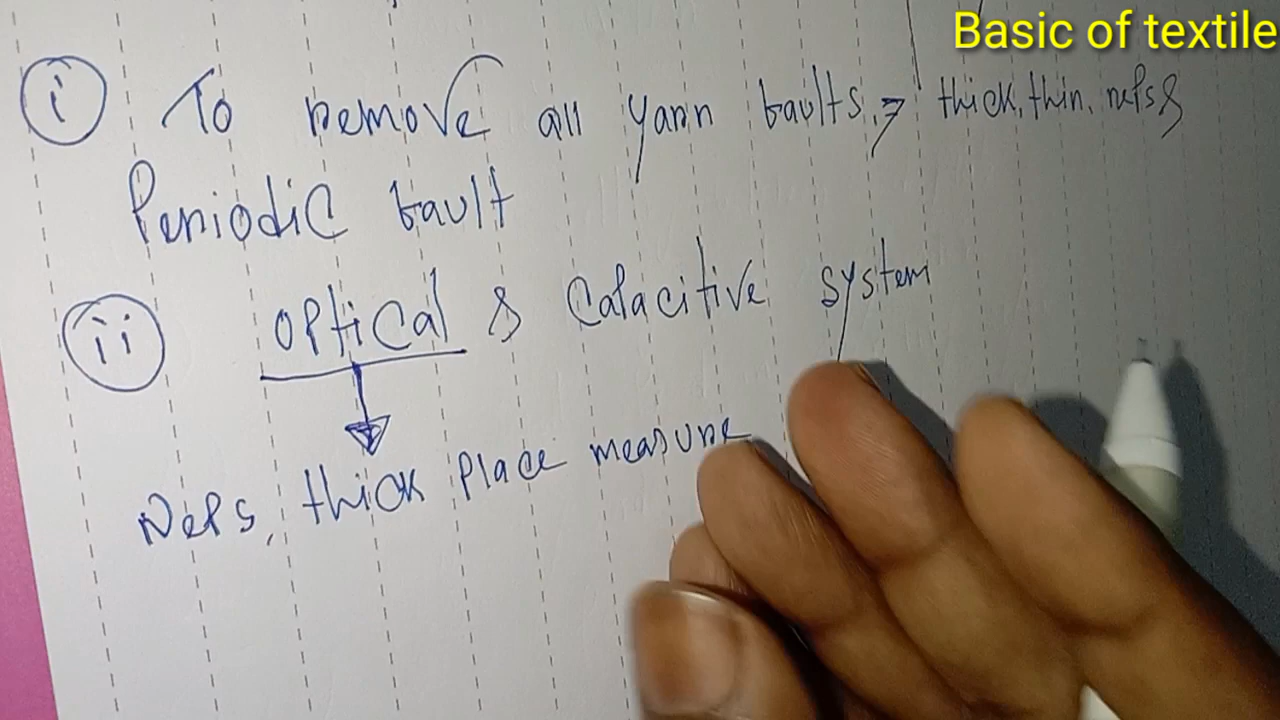 Basic of textile
(i) To remove all yarn faults. → thick, thin, neps &
Periodic fault
(ii) Optical & Capacitive system
Neps, thick place measure